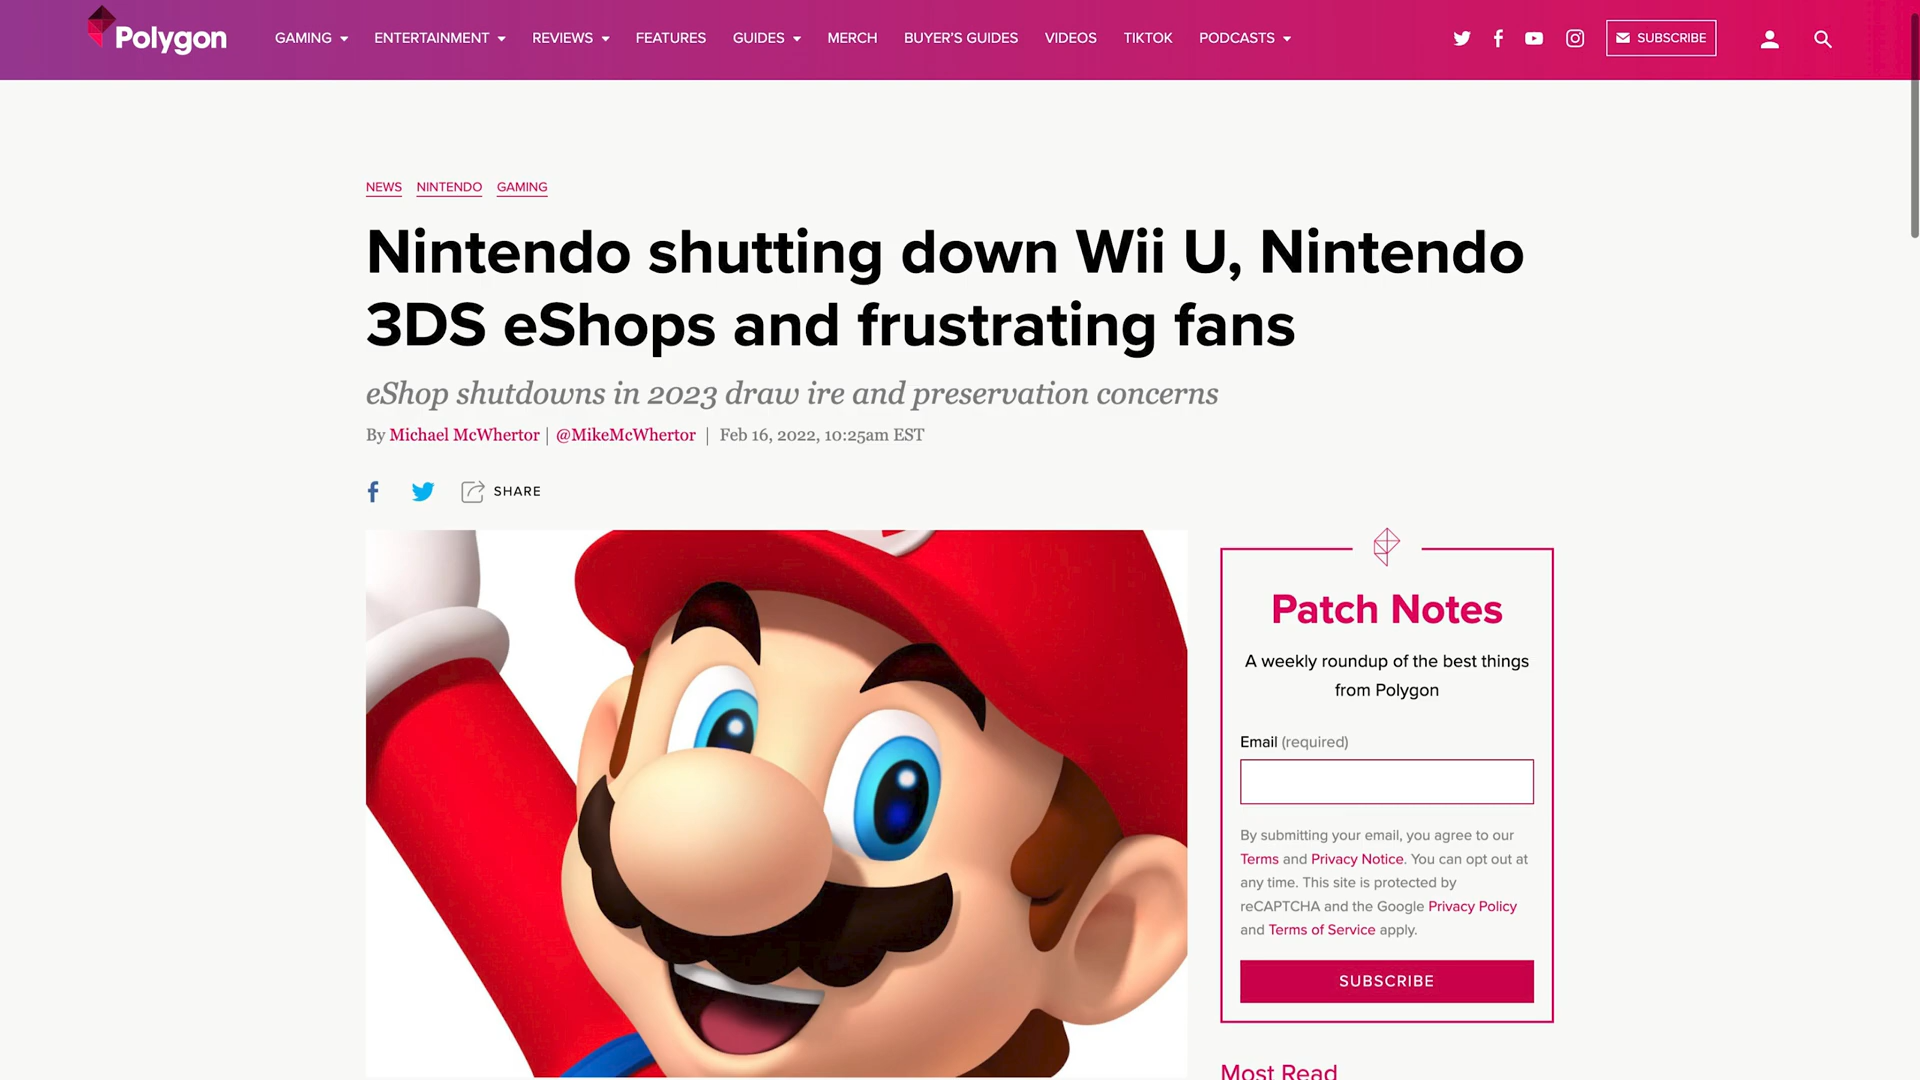 Polygon
GAMING ENTERTAINMENT REVIEWS FEATURES GUIDES MERCH BUYER'S GUIDES VIDEOS TIKTOK PODCASTS SUBSCRIBE
NEWS NINTENDO GAMING
Nintendo shutting down Wii U, Nintendo
3DS eShops and frustrating fans
eShop shutdowns in 2023 draw ire and preservation concerns
By Michael McWhertor | @MikeMcWhertor | Feb 16, 2022, 10:25am EST
SHARE
Patch Notes
A weekly roundup of the best things
from Polygon
Email (required)
By submitting your email, you agree to our
Terms and Privacy Notice. You can opt out at
any time. This site is protected by
reCAPTCHA and the Google Privacy Policy
and Terms of Service apply.
SUBSCRIBE
Most Read